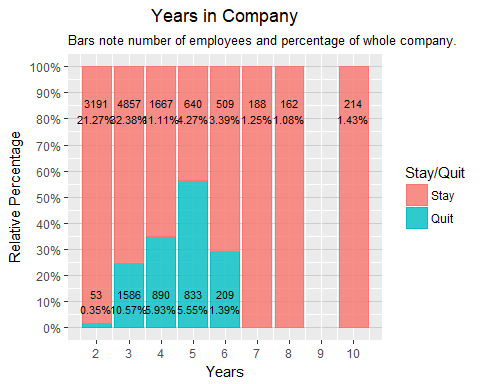 Years in Company
Bars note number of employees and percentage of whole company.
100%
90%
80%
70%
60%
50%
40%
30%
20%
10%
0%
Relative Percentage
3191 4857 1667 640 509 188 162 214
21.27% 32.38% 11.11% 4.27% 3.39% 1.25% 1.08% 1.43%
53 1586 890 833 209
0.35% 10.57% 5.93% 5.55% 1.39%
2 3 4 5 6 7 8 9 10
Years
Stay/Quit
Stay
Quit